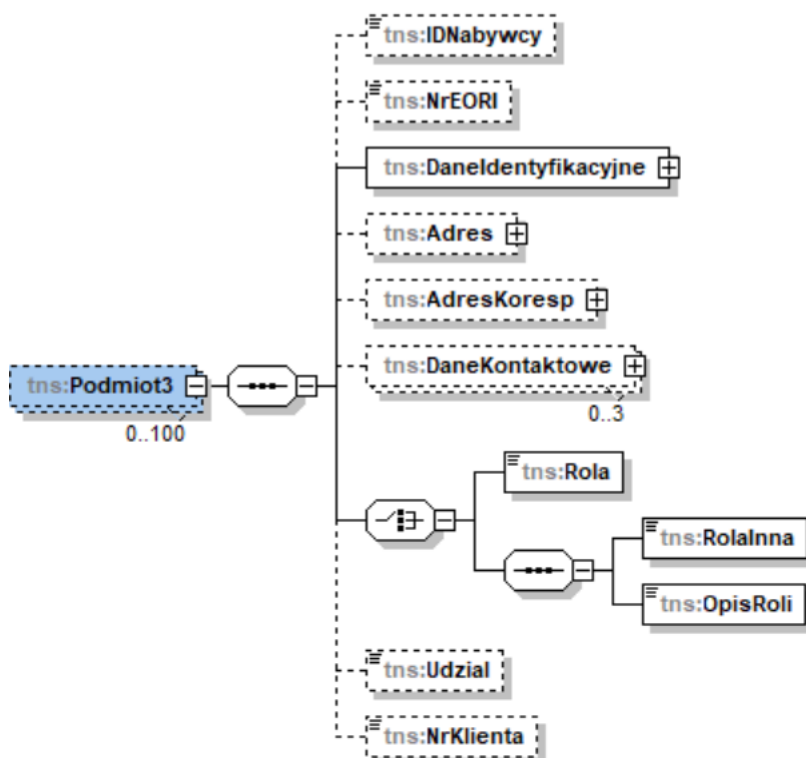 tns:IDNabywcy
tns:NrEORI
tns:DaneIdentyfikacyjne
tns:Adres
tns:AdresKoresp
tns:DaneKontaktowe
0..3
tns:Podmiot3
0..100
tns:Rola
tns:RolaInna
tns:OpisRoli
tns:Udzial
tns:NrKlienta